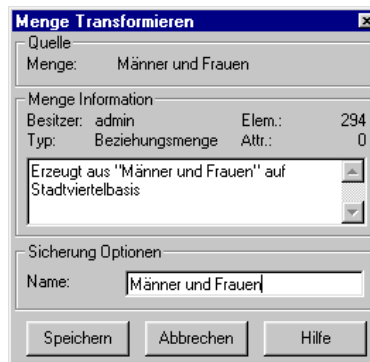 Menge Transformieren
Quelle
Menge: Männer und Frauen
Menge Information
Besitzer: admin Elem.: 294
Typ: Beziehungsmenge Attr.: 0
Erzeugt aus "Männer und Frauen" auf
Stadtviertelbasis
Sicherung Optionen
Name: Männer und Frauen
Speichern Abbrechen Hilfe